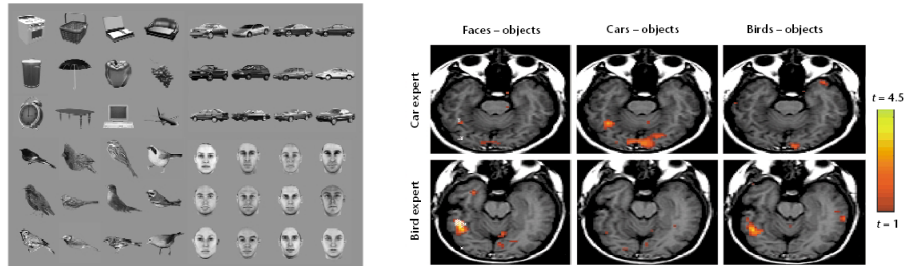 Faces – objects
Cars – objects
Birds – objects
Car expert
Bird expert
t = 4.5
t = 1